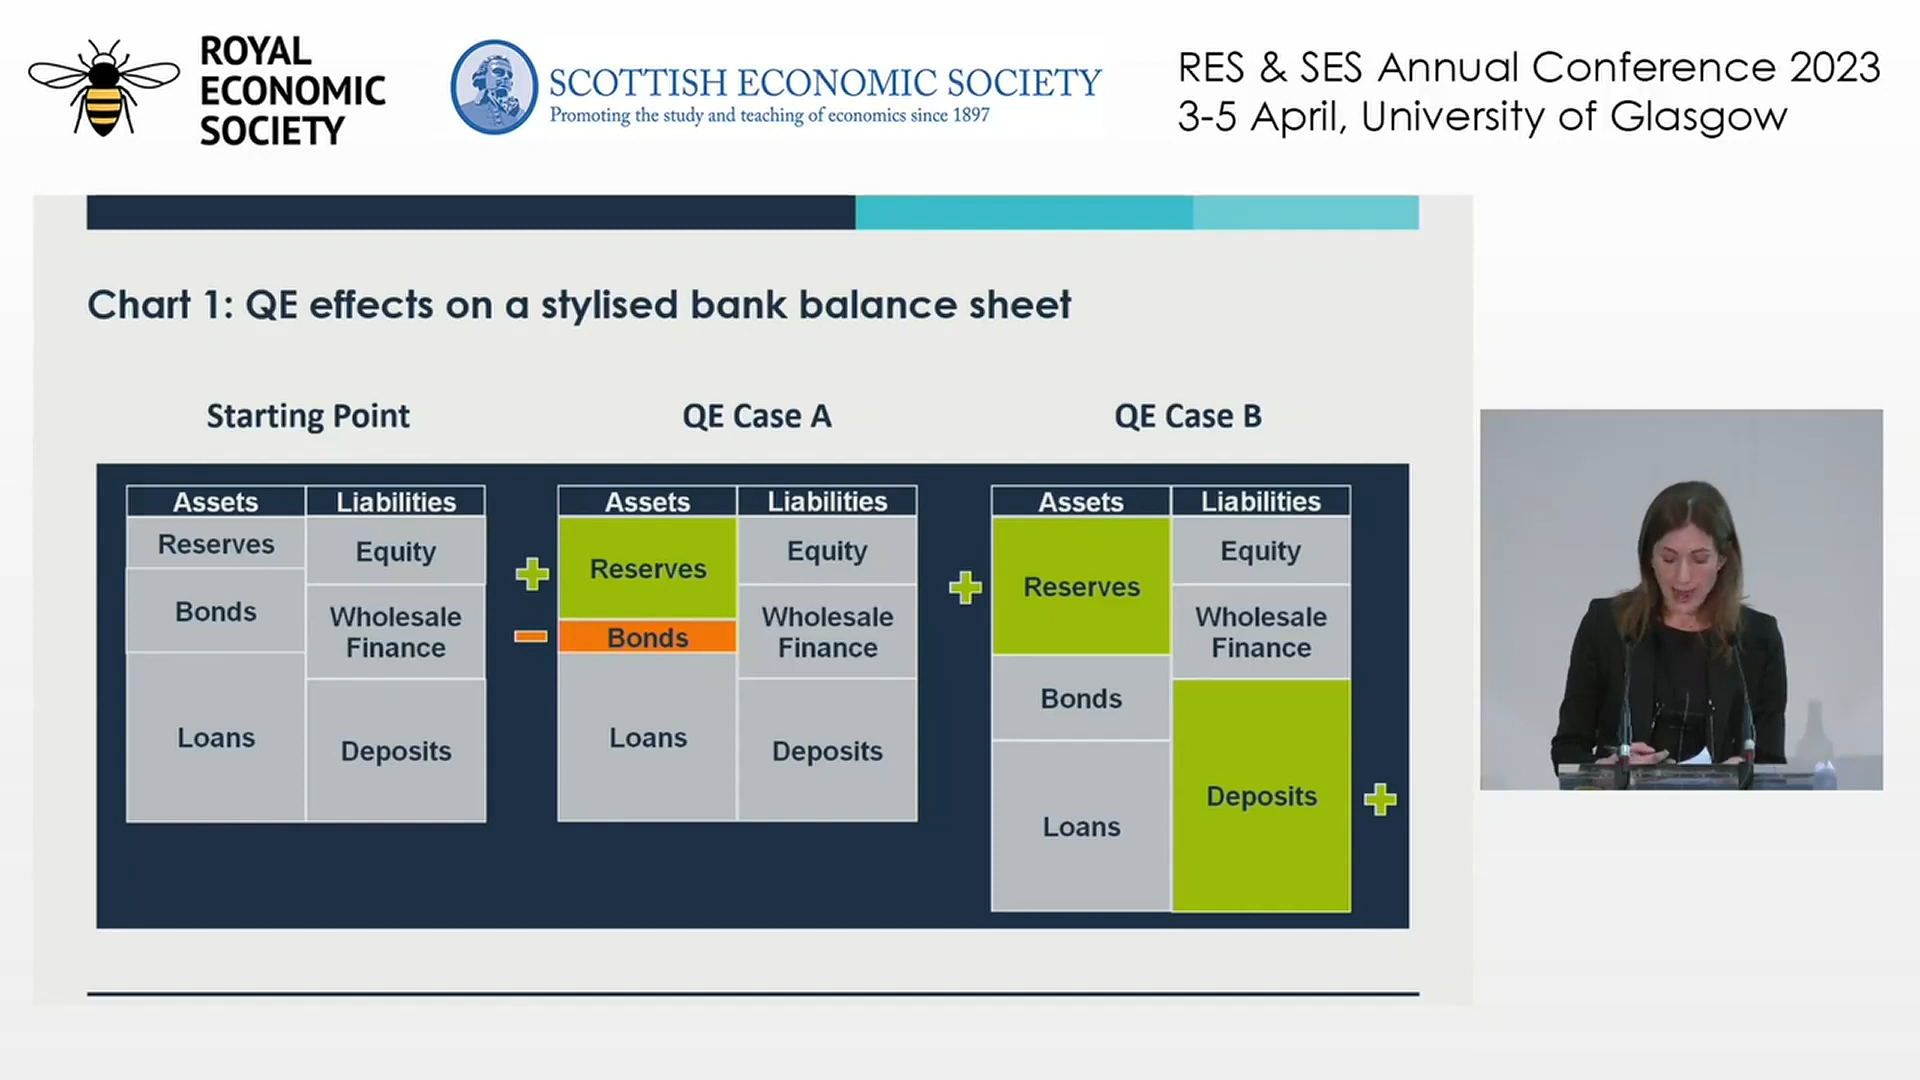 ROYAL
ECONOMIC
SOCIETY
SCOTTISH ECONOMIC SOCIETY
Promoting the study and teaching of economics since 1897
RES & SES Annual Conference 2023
3-5 April, University of Glasgow
Chart 1: QE effects on a stylised bank balance sheet
Starting Point
Assets
Liabilities
Reserves
Bonds
Loans
Equity
Wholesale
Finance
Deposits
QE Case A
+
-
Assets
Liabilities
Reserves
Bonds
Loans
Equity
Wholesale
Finance
Deposits
QE Case B
+
Assets
Liabilities
Reserves
Bonds
Loans
Equity
Wholesale
Finance
Deposits
+